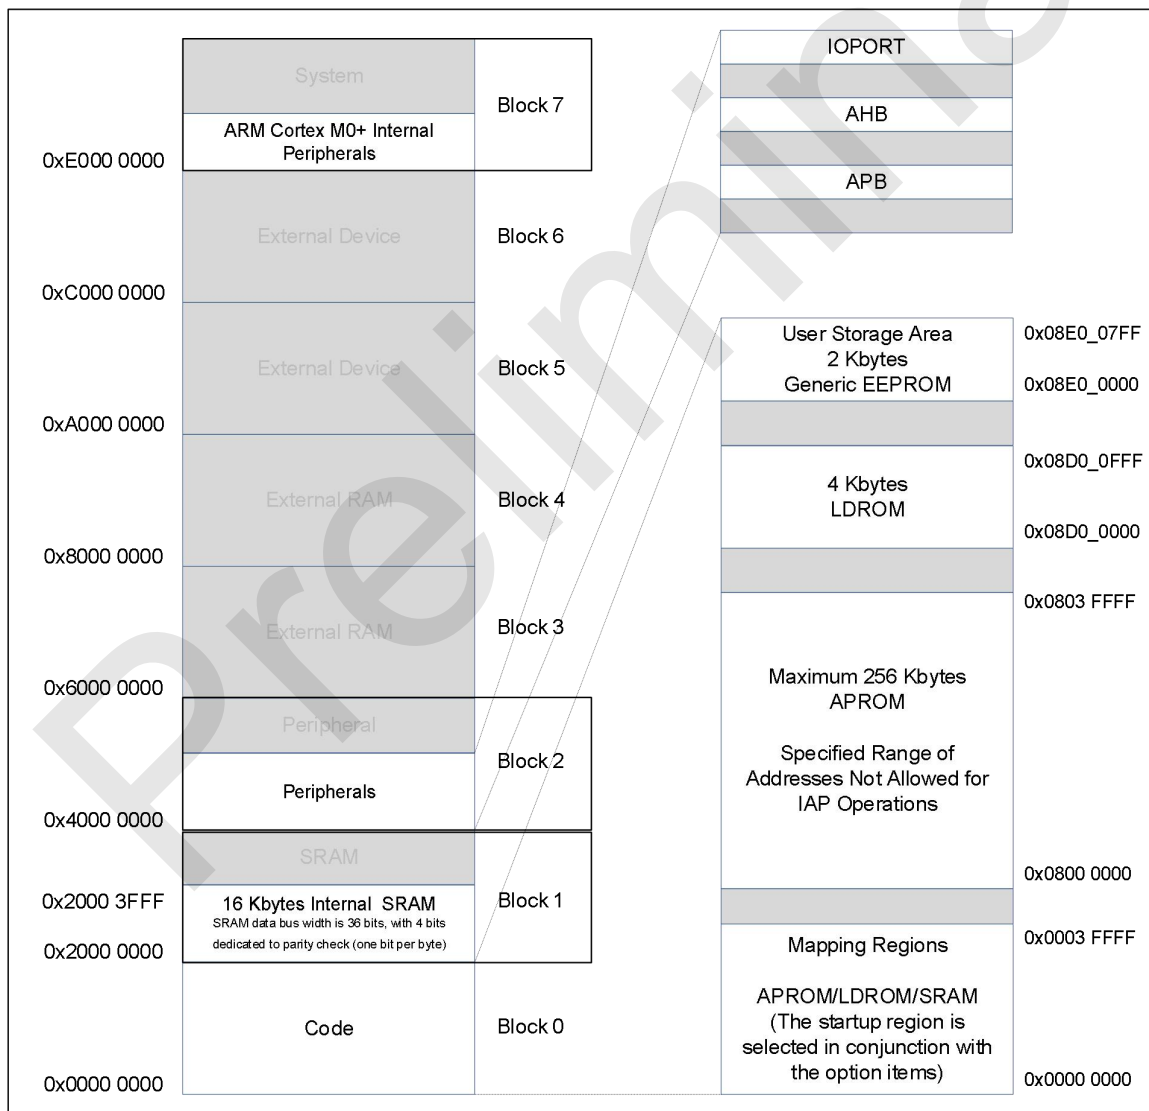 System
Block 7
ARM Cortex M0+ Internal
Peripherals
0xE000 0000
External Device
Block 6
0xC000 0000
External Device
Block 5
0xA000 0000
External RAM
Block 4
0x8000 0000
External RAM
Block 3
0x6000 0000
Peripheral
Block 2
Peripherals
0x4000 0000
SRAM
0x2000 3FFF
16 Kbytes Internal SRAM
Block 1
SRAM data bus width is 36 bits, with 4 bits
dedicated to parity check (one bit per byte)
0x2000 0000
Code
Block 0
0x0000 0000
IOPORT
AHB
APB
User Storage Area
0x08E0_07FF
2 Kbytes
Generic EEPROM
0x08E0_0000
0x08D0_0FFF
4 Kbytes
LDROM
0x08D0_0000
0x0803 FFFF
Maximum 256 Kbytes
APROM
Specified Range of
Addresses Not Allowed for
IAP Operations
0x0800 0000
Mapping Regions
0x0003 FFFF
APROM/LDROM/SRAM
(The startup region is
selected in conjunction with
the option items)
0x0000 0000